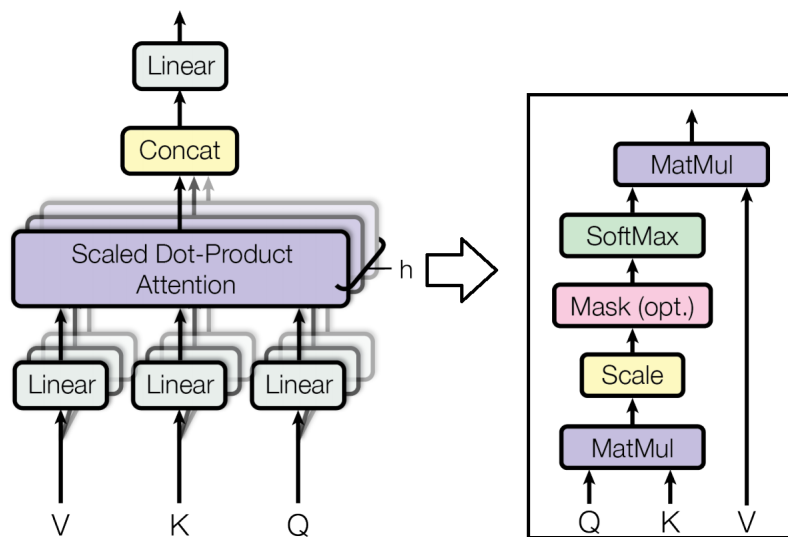 Linear
Concat
Scaled Dot-Product
Attention
h
Linear
Linear
Linear
V
K
Q
MatMul
SoftMax
Mask (opt.)
Scale
MatMul
Q
K
V